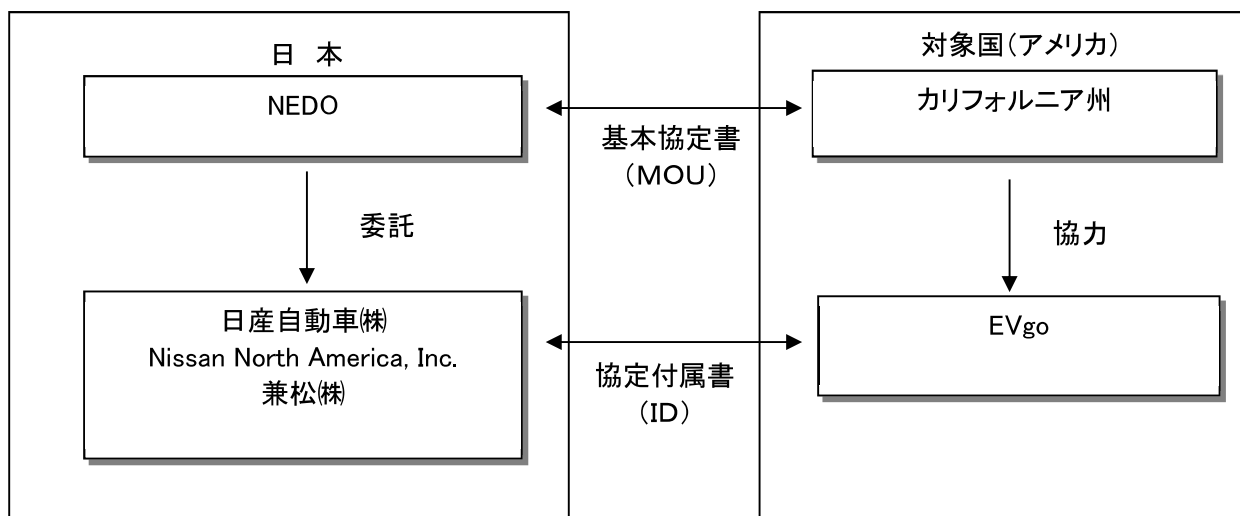 日 本
NEDO
委託
日産自動車㈱
Nissan North America, Inc.
兼松㈱
基本協定書
（MOU）
協定付属書
（ID）
対象国（アメリカ）
カリフォルニア州
協力
EVgo